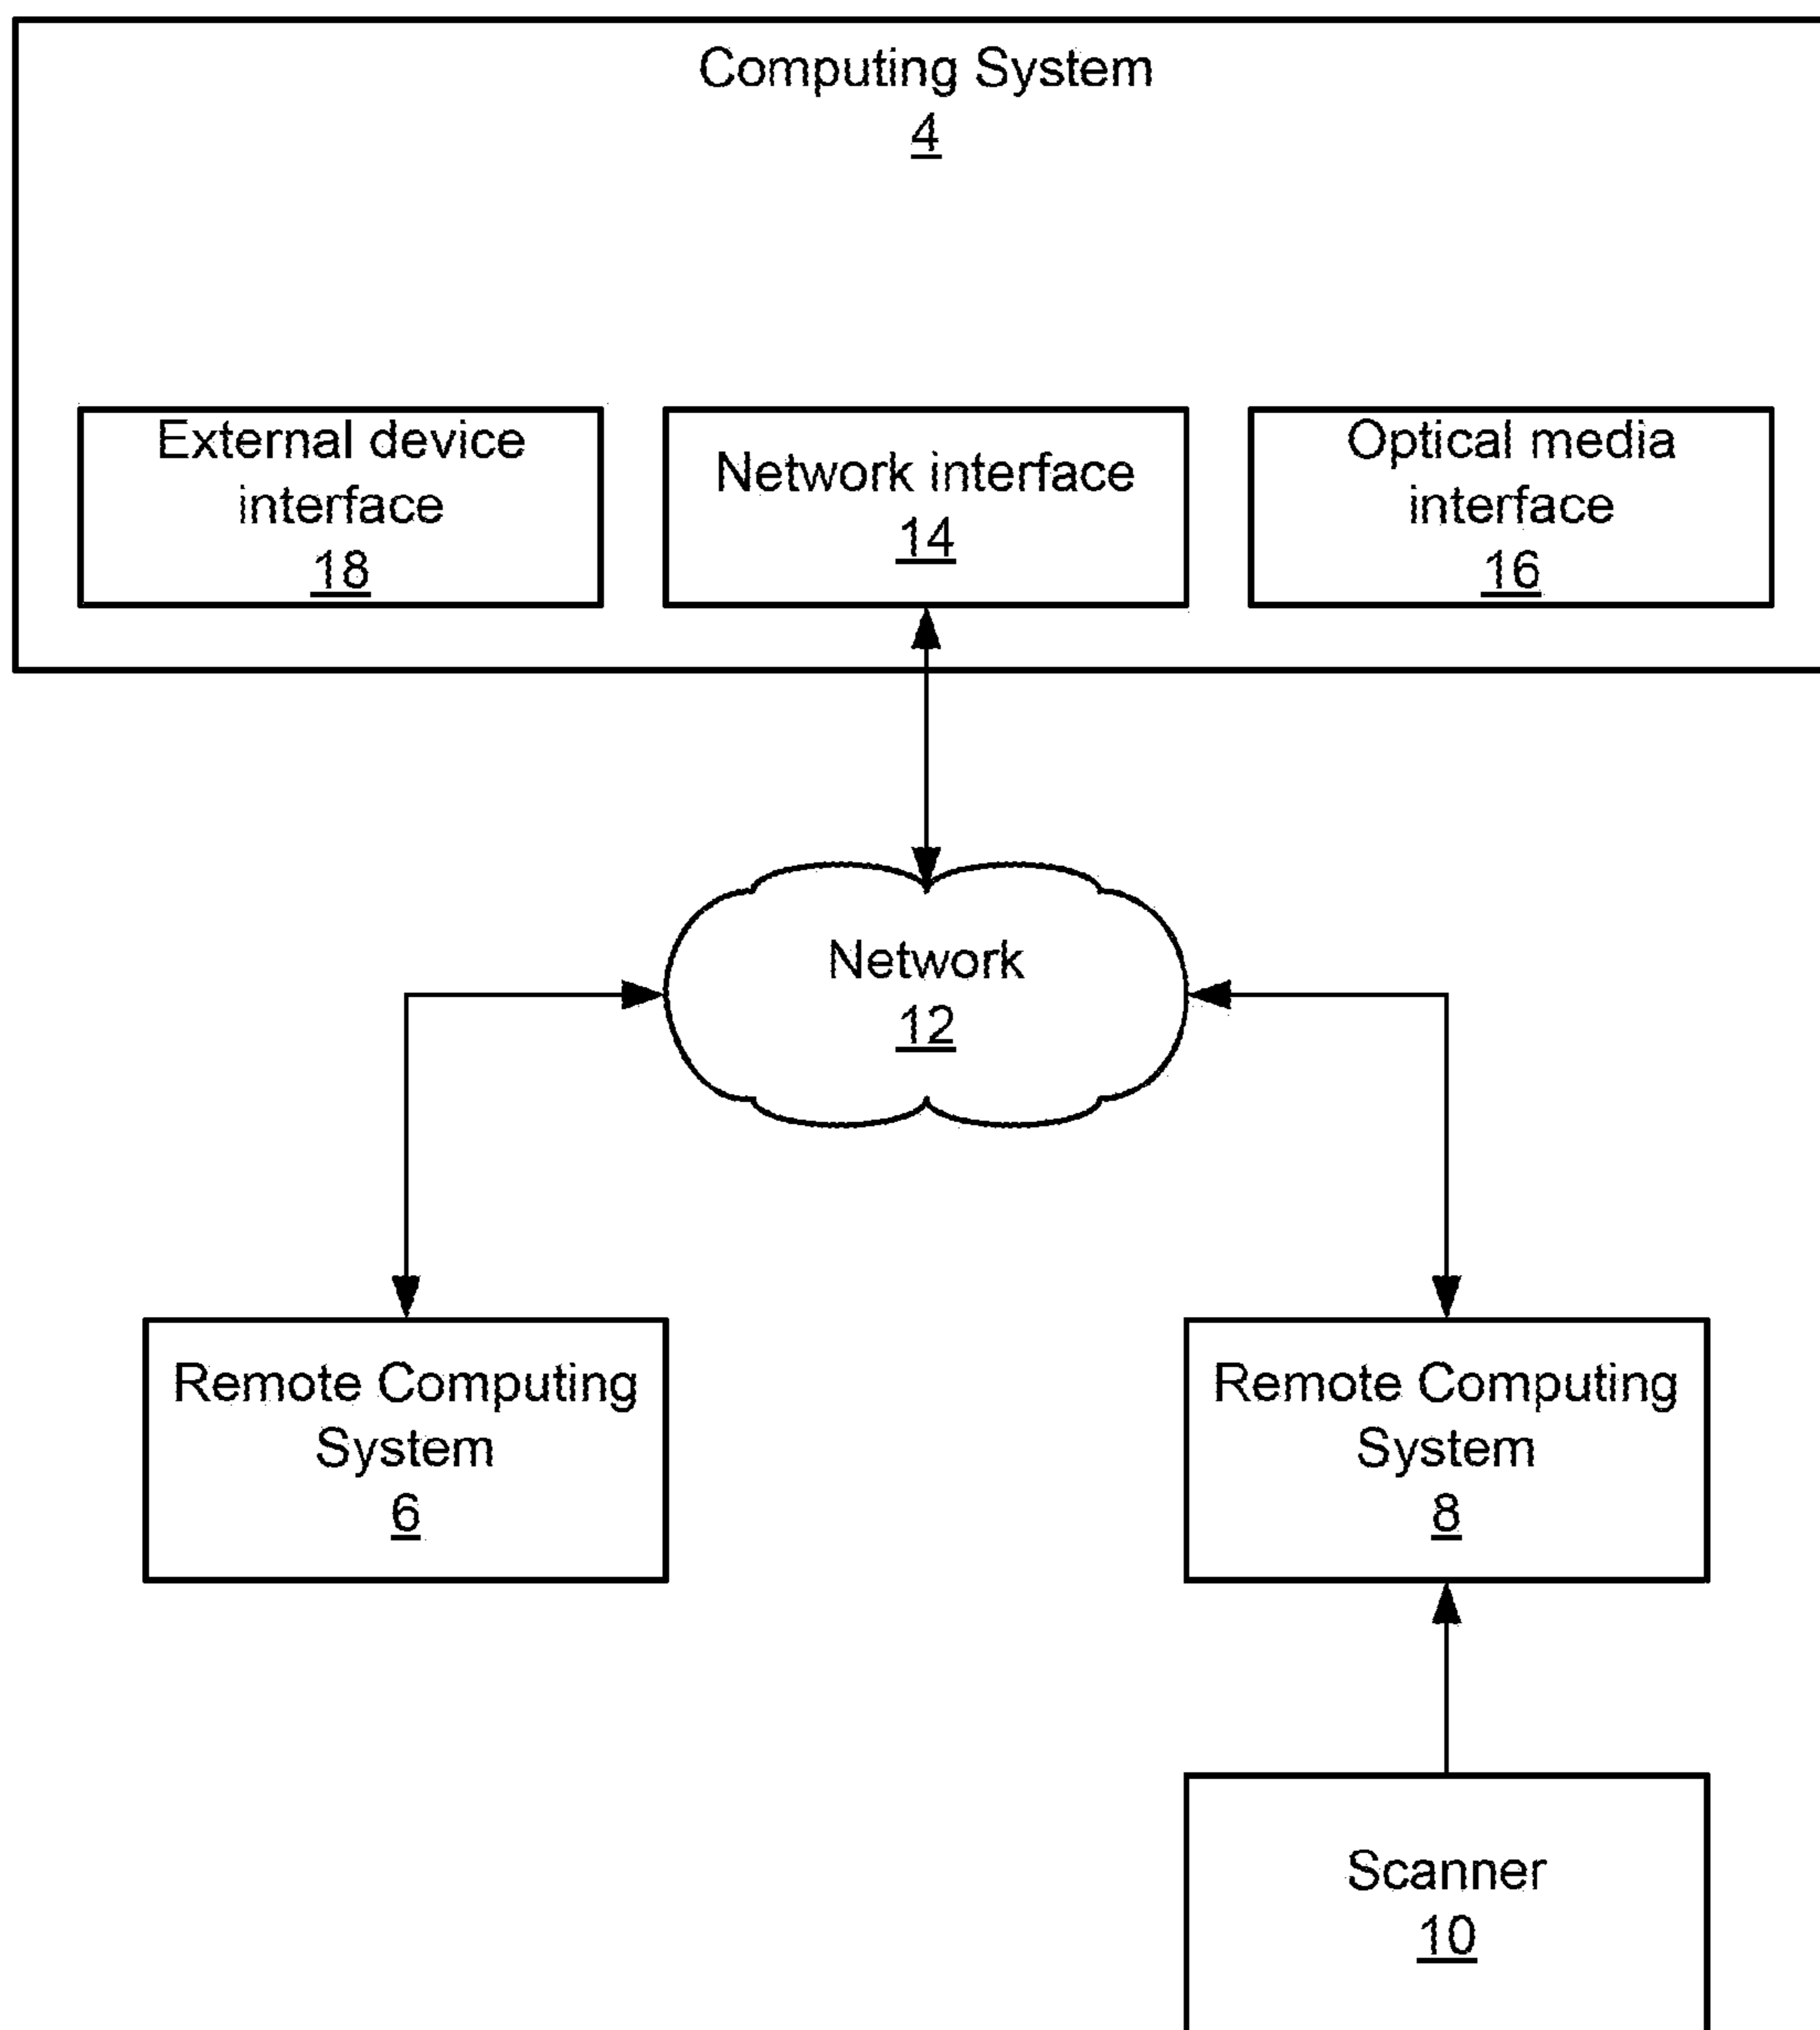 Computing System
4
External device
interface
18
Network interface
14
Optical media
interface
16
Network
12
Remote Computing
System
6
Remote Computing
System
8
Scanner
10